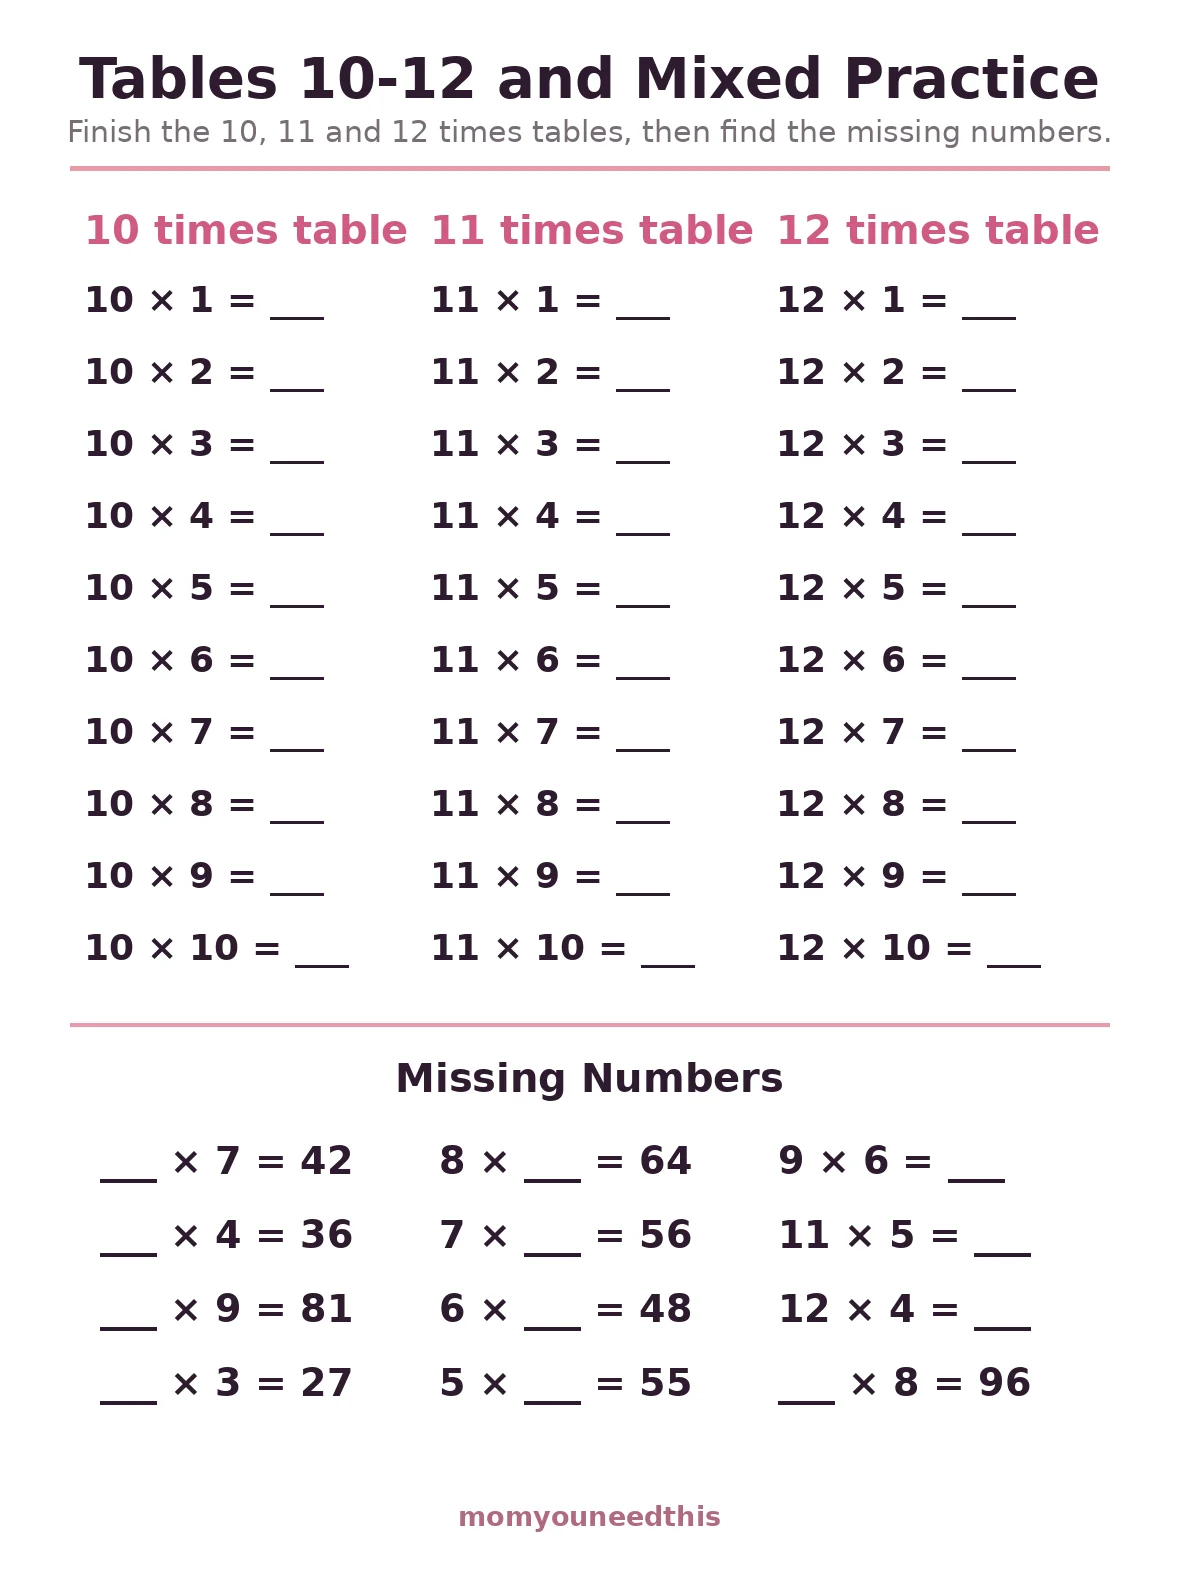 Tables 10-12 and Mixed Practice
Finish the 10, 11 and 12 times tables, then find the missing numbers.
10 times table 11 times table 12 times table
10 × 1 = ___ 11 × 1 = ___ 12 × 1 = ___
10 × 2 = ___ 11 × 2 = ___ 12 × 2 = ___
10 × 3 = ___ 11 × 3 = ___ 12 × 3 = ___
10 × 4 = ___ 11 × 4 = ___ 12 × 4 = ___
10 × 5 = ___ 11 × 5 = ___ 12 × 5 = ___
10 × 6 = ___ 11 × 6 = ___ 12 × 6 = ___
10 × 7 = ___ 11 × 7 = ___ 12 × 7 = ___
10 × 8 = ___ 11 × 8 = ___ 12 × 8 = ___
10 × 9 = ___ 11 × 9 = ___ 12 × 9 = ___
10 × 10 = ___ 11 × 10 = ___ 12 × 10 = ___
Missing Numbers
___ × 7 = 42 8 × ___ = 64 9 × 6 = ___
___ × 4 = 36 7 × ___ = 56 11 × 5 = ___
___ × 9 = 81 6 × ___ = 48 12 × 4 = ___
___ × 3 = 27 5 × ___ = 55 ___ × 8 = 96
momyouneedthis